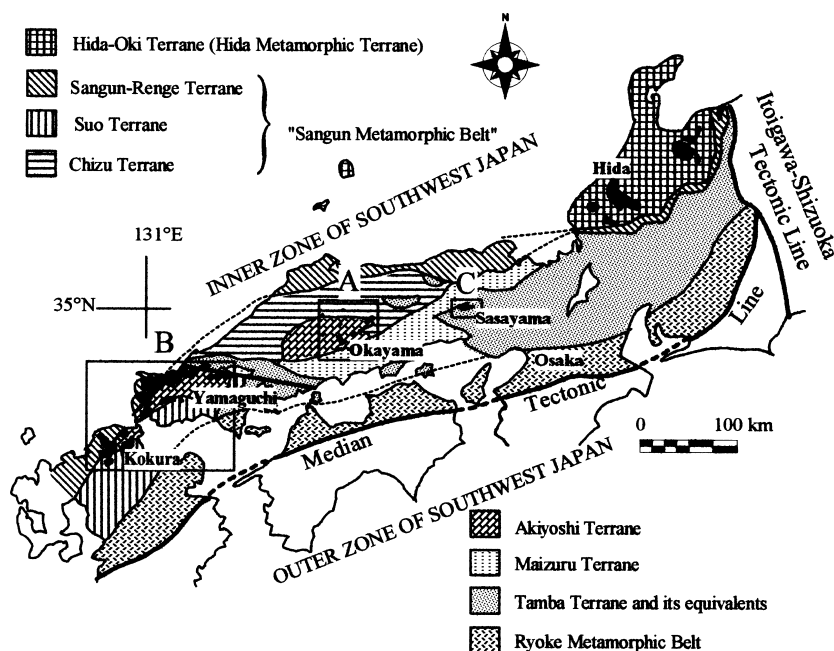 N
Hida-Oki Terrane (Hida Metamorphic Terrane)
Sangun-Renge Terrane
Suo Terrane
Chizu Terrane
"Sangun Metamorphic Belt"
INNER ZONE OF SOUTHWEST JAPAN
Itoigawa-Shizuoka
Tectonic Line
Hida
131°E
35°N
A
B
C
Sasayama
Okayama
Osaka
Yamaguchi
Kokura
Median Tectonic Line
0 100 km
OUTER ZONE OF SOUTHWEST JAPAN
Akiyoshi Terrane
Maizuru Terrane
Tamba Terrane and its equivalents
Ryoke Metamorphic Belt